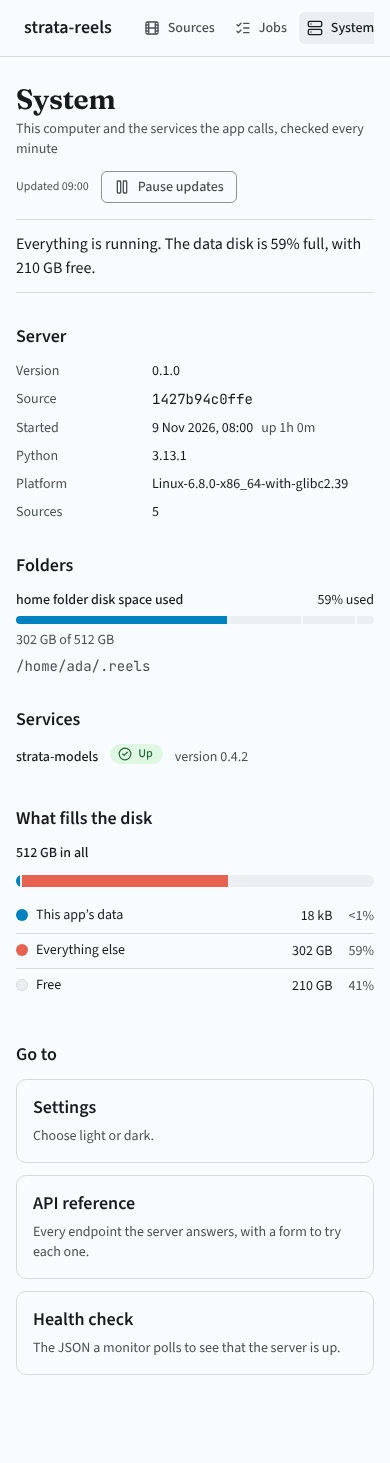 strata-reels Sources Jobs System
System
This computer and the services the app calls, checked every
minute
Updated 09:00 Pause updates
Everything is running. The data disk is 59% full, with
210 GB free.
Server
Version 0.1.0
Source 1427b94c0ffe
Started 9 Nov 2026, 08:00 up 1h 0m
Python 3.13.1
Platform Linux-6.8.0-x86_64-with-glibc2.39
Sources 5
Folders
home folder disk space used 59% used
302 GB of 512 GB
/home/ada/.reels
Services
strata-models Up version 0.4.2
What fills the disk
512 GB in all
This app's data 18 kB <1%
Everything else 302 GB 59%
Free 210 GB 41%
Go to
Settings
Choose light or dark.
API reference
Every endpoint the server answers, with a form to try
each one.
Health check
The JSON a monitor polls to see that the server is up.